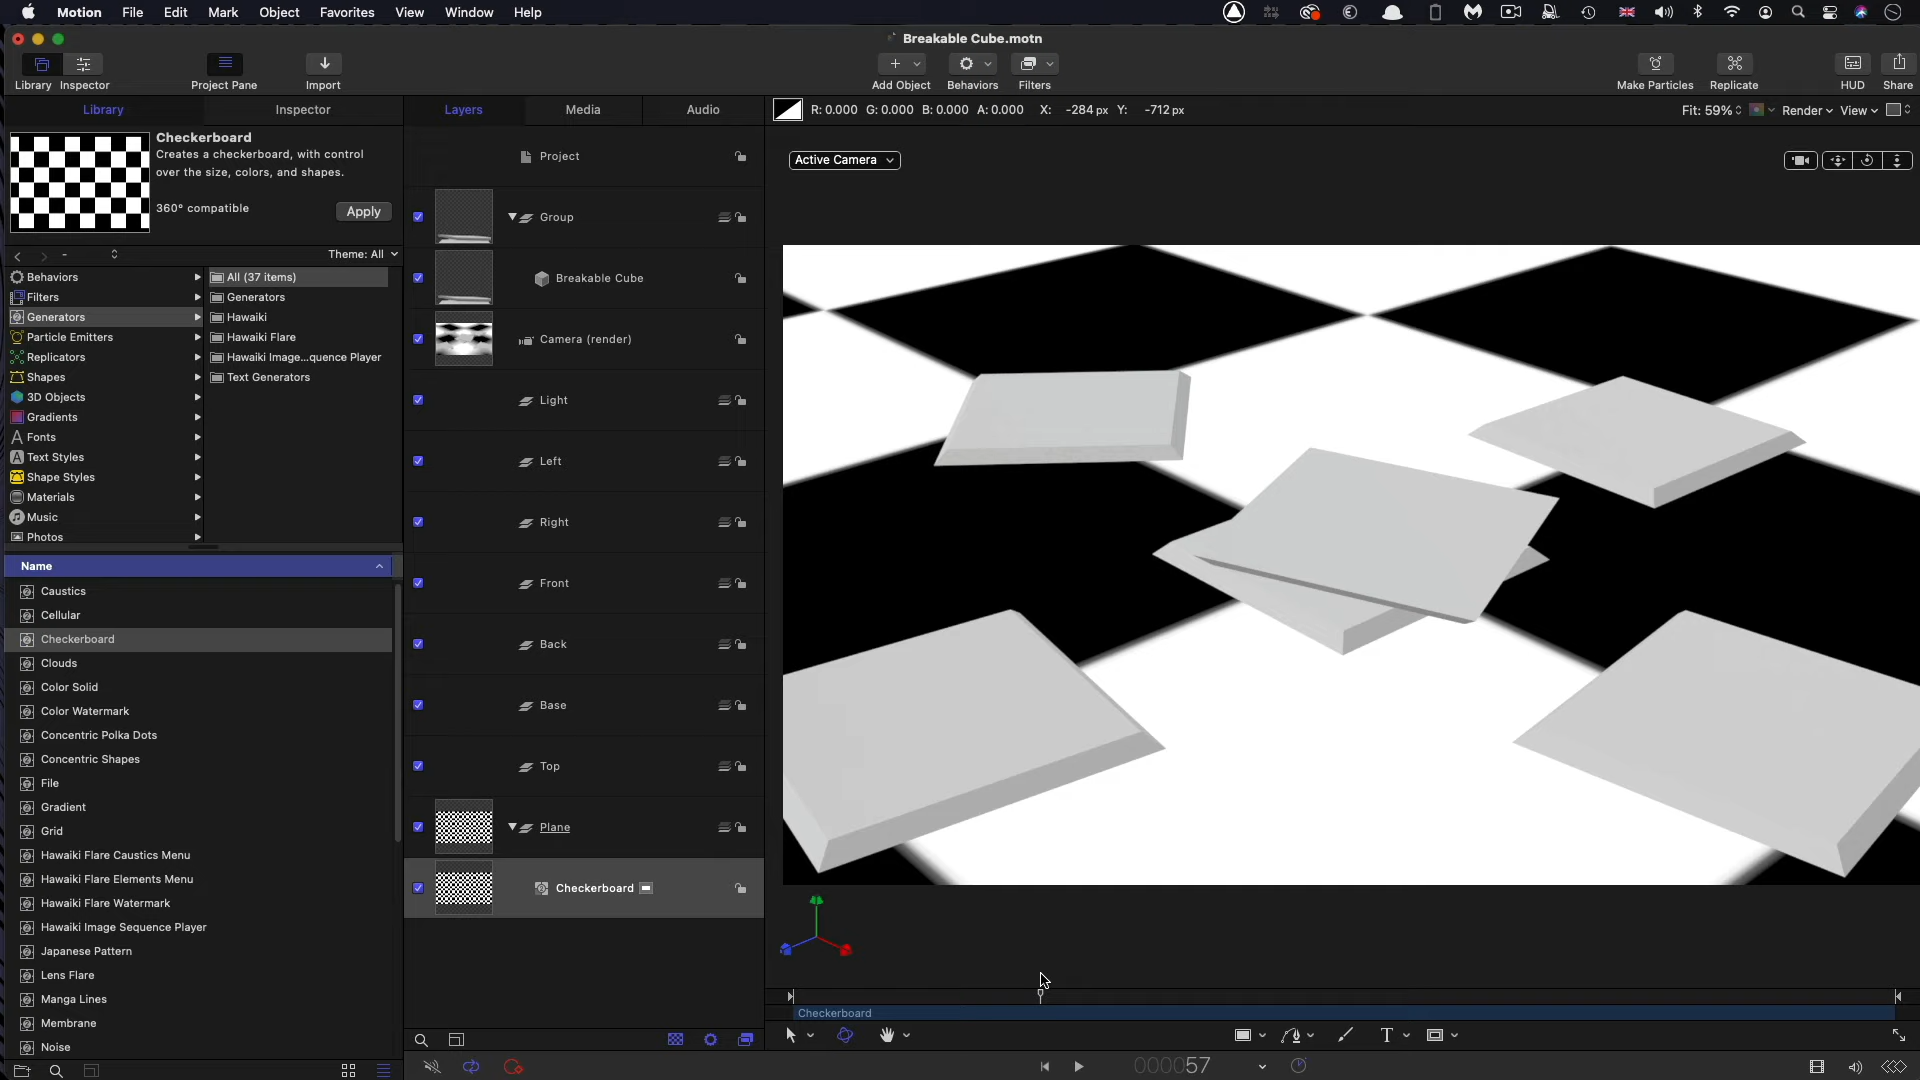 Motion File Edit Mark Object Favorites View Window Help
Breakable Cube.motn
Library Inspector Project Pane Import Add Object Behaviors Filters Make Particles Replicate HUD Share
Library Inspector Layers Media Audio R: 0.000 G: 0.000 B: 0.000 A: 0.000 X: -284 px Y: -712 px Fit: 59% Render View
Checkerboard
Creates a checkerboard, with control
over the size, colors, and shapes.
360° compatible
Apply
- Theme: All
Behaviors
Filters
Generators
Particle Emitters
Replicators
Shapes
3D Objects
Gradients
Fonts
Text Styles
Shape Styles
Materials
Music
Photos
All (37 items)
Generators
Hawaiki
Hawaiki Flare
Hawaiki Image...quence Player
Text Generators
Name
Caustics
Cellular
Checkerboard
Clouds
Color Solid
Color Watermark
Concentric Polka Dots
Concentric Shapes
File
Gradient
Grid
Hawaiki Flare Caustics Menu
Hawaiki Flare Elements Menu
Hawaiki Flare Watermark
Hawaiki Image Sequence Player
Japanese Pattern
Lens Flare
Manga Lines
Membrane
Noise
Project
Group
Breakable Cube
Camera (render)
Light
Left
Right
Front
Back
Base
Top
Plane
Checkerboard
Active Camera
Checkerboard
T
000057